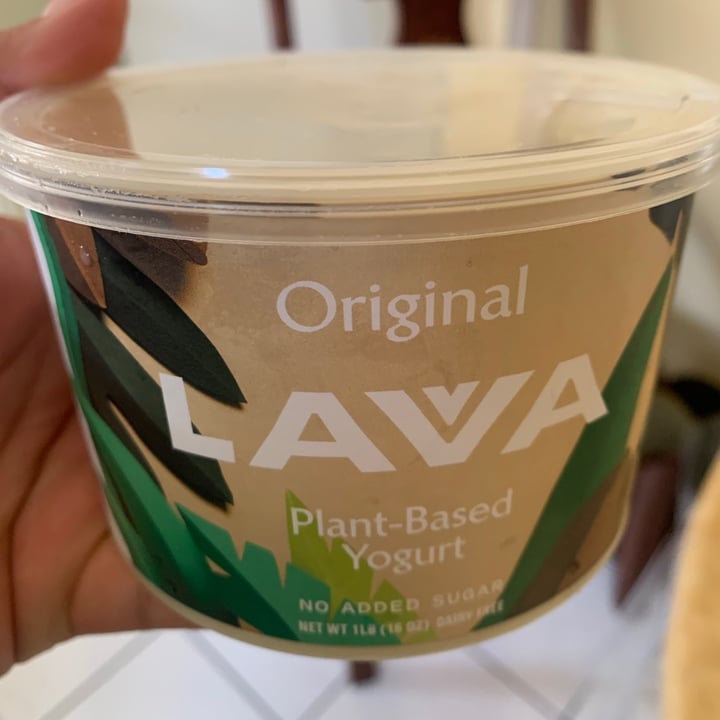 Original
LAVVA
Plant-Based
Yogurt
NO ADDED SUGAR
NET WT 1LB (16 OZ) DAIRY FREE